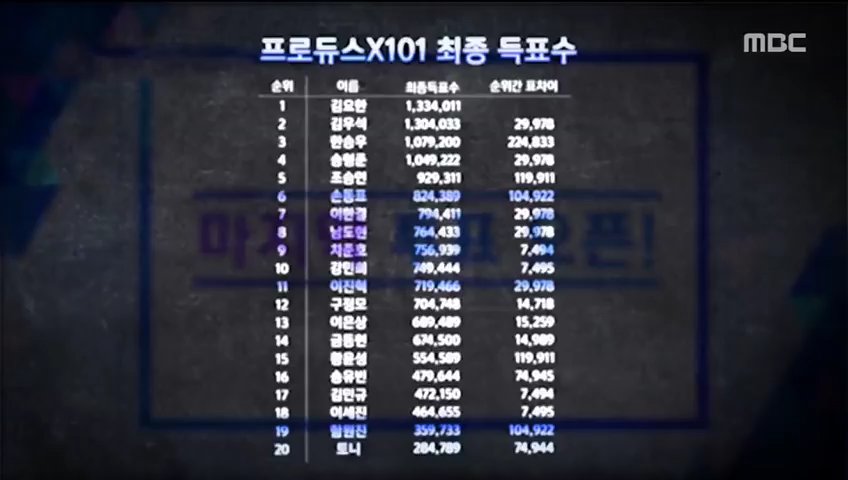 MBC
프로듀스X101 최종 득표수
순위 이름 최종득표수 순위간 표차이
1 김요한 1,334,011
2 김우석 1,304,033 29,978
3 한승우 1,079,200 224,833
4 송형준 1,049,222 29,978
5 조승연 929,311 119,911
6 손동표 824,389 104,922
7 이한결 794,411 29,978
8 남도현 764,433 29,978
9 차준호 756,939 7,494
10 강민희 749,444 7,495
11 이진혁 719,466 29,978
12 구정모 704,748 14,718
13 이은상 689,489 15,259
14 금동현 674,500 14,989
15 황윤성 554,589 119,911
16 송유빈 479,644 74,945
17 김민규 472,150 7,494
18 이세진 464,655 7,495
19 함원진 359,733 104,922
20 토니 284,789 74,944
오픈!